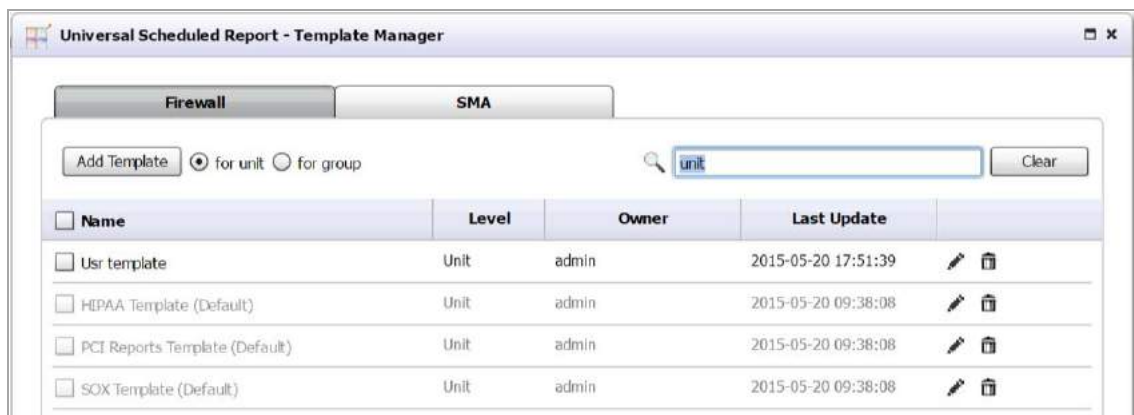 Universal Scheduled Report - Template Manager
Firewall SMA
Add Template for unit for group unit Clear
Name Level Owner Last Update
Usr template Unit admin 2015-05-20 17:51:39
HIPAA Template (Default) Unit admin 2015-05-20 09:38:08
PCI Reports Template (Default) Unit admin 2015-05-20 09:38:08
SOX Template (Default) Unit admin 2015-05-20 09:38:08